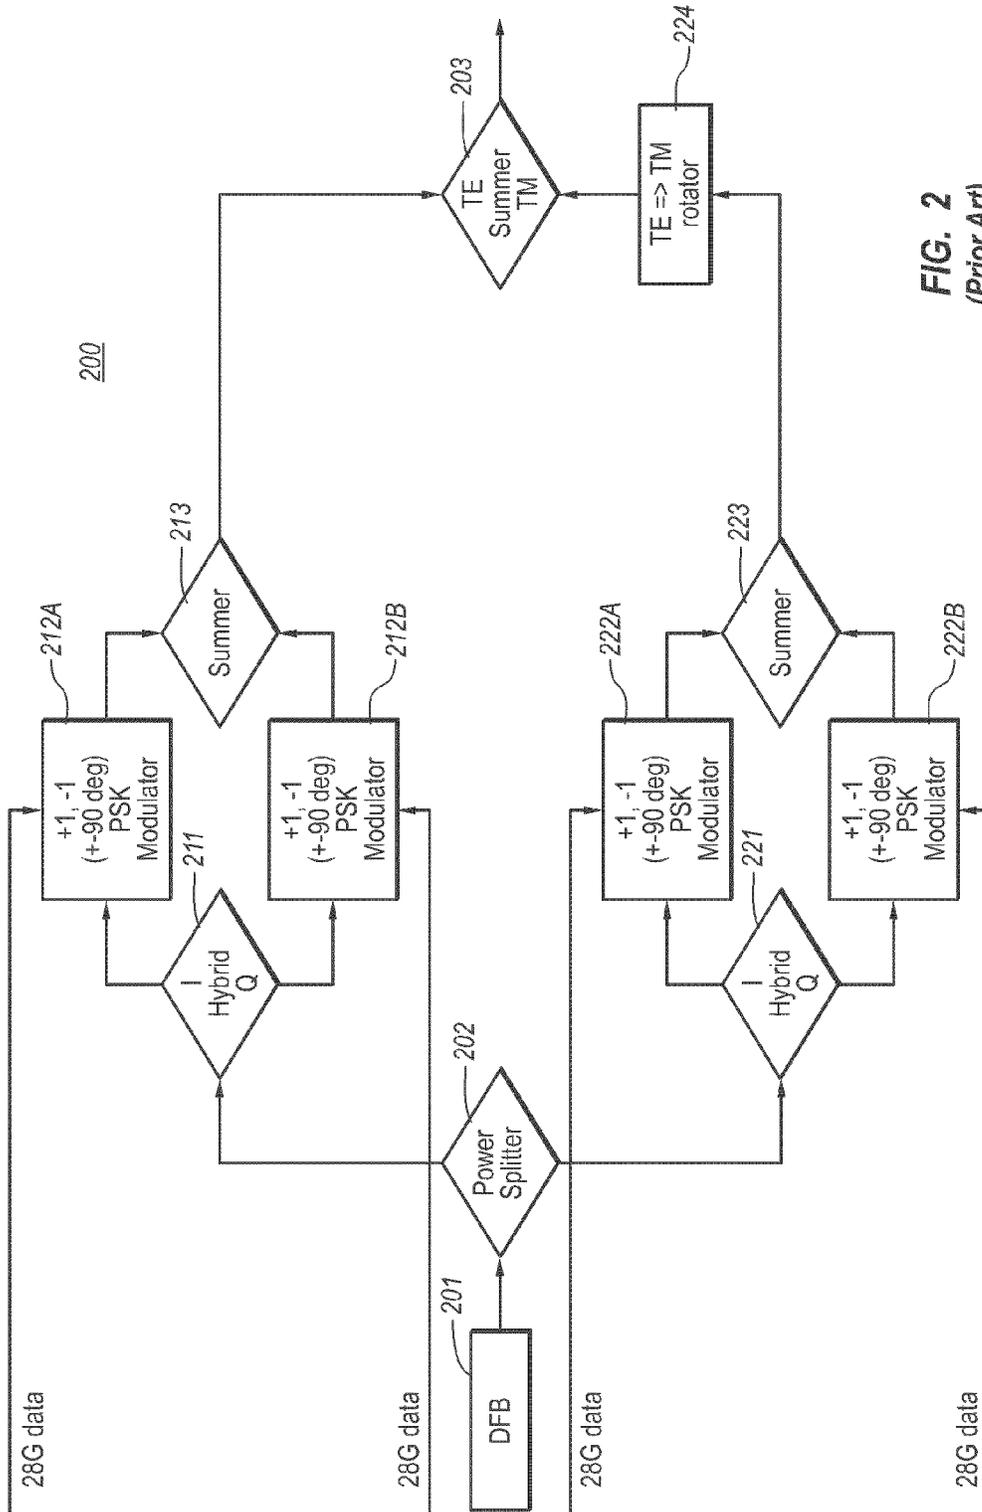 200
28G data
28G data
28G data
28G data
DFB
201
Power
Splitter
202
I
Hybrid
Q
211
+1, -1
(+-90 deg)
PSK
Modulator
212A
+1, -1
(+-90 deg)
PSK
Modulator
212B
Summer
213
I
Hybrid
Q
221
+1, -1
(+-90 deg)
PSK
Modulator
222A
+1, -1
(+-90 deg)
PSK
Modulator
222B
Summer
223
TE
Summer
TM
203
TE => TM
rotator
224
FIG. 2
(Prior Art)